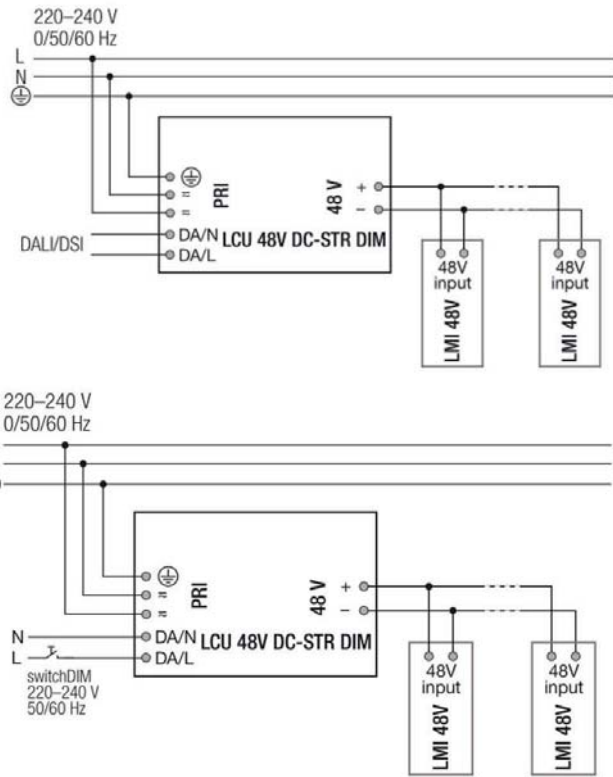 220–240 V
0/50/60 Hz
L
N
PRI
48 V
+
–
=
=
DALI/DSI
DA/N
DA/L
LCU 48V DC-STR DIM
48V
input
LMI 48V
48V
input
LMI 48V
220–240 V
0/50/60 Hz
PRI
48 V
+
–
≂
=
N
L
DA/N
DA/L
LCU 48V DC-STR DIM
switchDIM
220–240 V
50/60 Hz
48V
input
LMI 48V
48V
input
LMI 48V